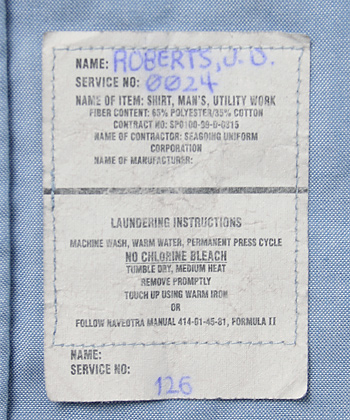 NAME: ROBERTS, J. D.
SERVICE NO: 0024
NAME OF ITEM: SHIRT, MAN'S, UTILITY WORK
FIBER CONTENT: 65% POLYESTER/35% COTTON
CONTRACT NO: SPO100-99-D-0315
NAME OF CONTRACTOR: SEAGOING UNIFORM
CORPORATION
NAME OF MANUFACTURER:
LAUNDERING INSTRUCTIONS
MACHINE WASH, WARM WATER, PERMANENT PRESS CYCLE
NO CHLORINE BLEACH
TUMBLE DRY, MEDIUM HEAT
REMOVE PROMPTLY
TOUCH UP USING WARM IRON
OR
FOLLOW NAVEDTRA MANUAL 414-01-45-81, FORMULA II
NAME:
SERVICE NO:
126